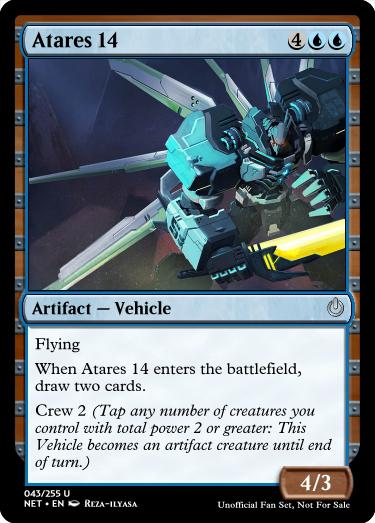 Atares 14 4
Artifact — Vehicle
Flying
When Atares 14 enters the battlefield,
draw two cards.
Crew 2 (Tap any number of creatures you
control with total power 2 or greater: This
Vehicle becomes an artifact creature until end
of turn.)
4/3
043/255 U
NET • EN Reza-ilyasa
Unofficial Fan Set, Not For Sale